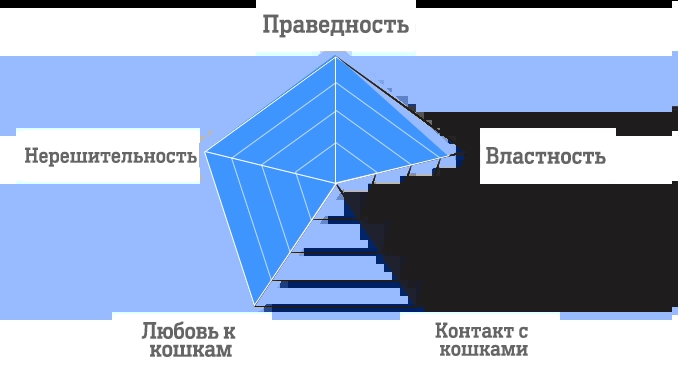 Праведность
Нерешительность
Властность
Любовь к
кошкам
Контакт с
кошками